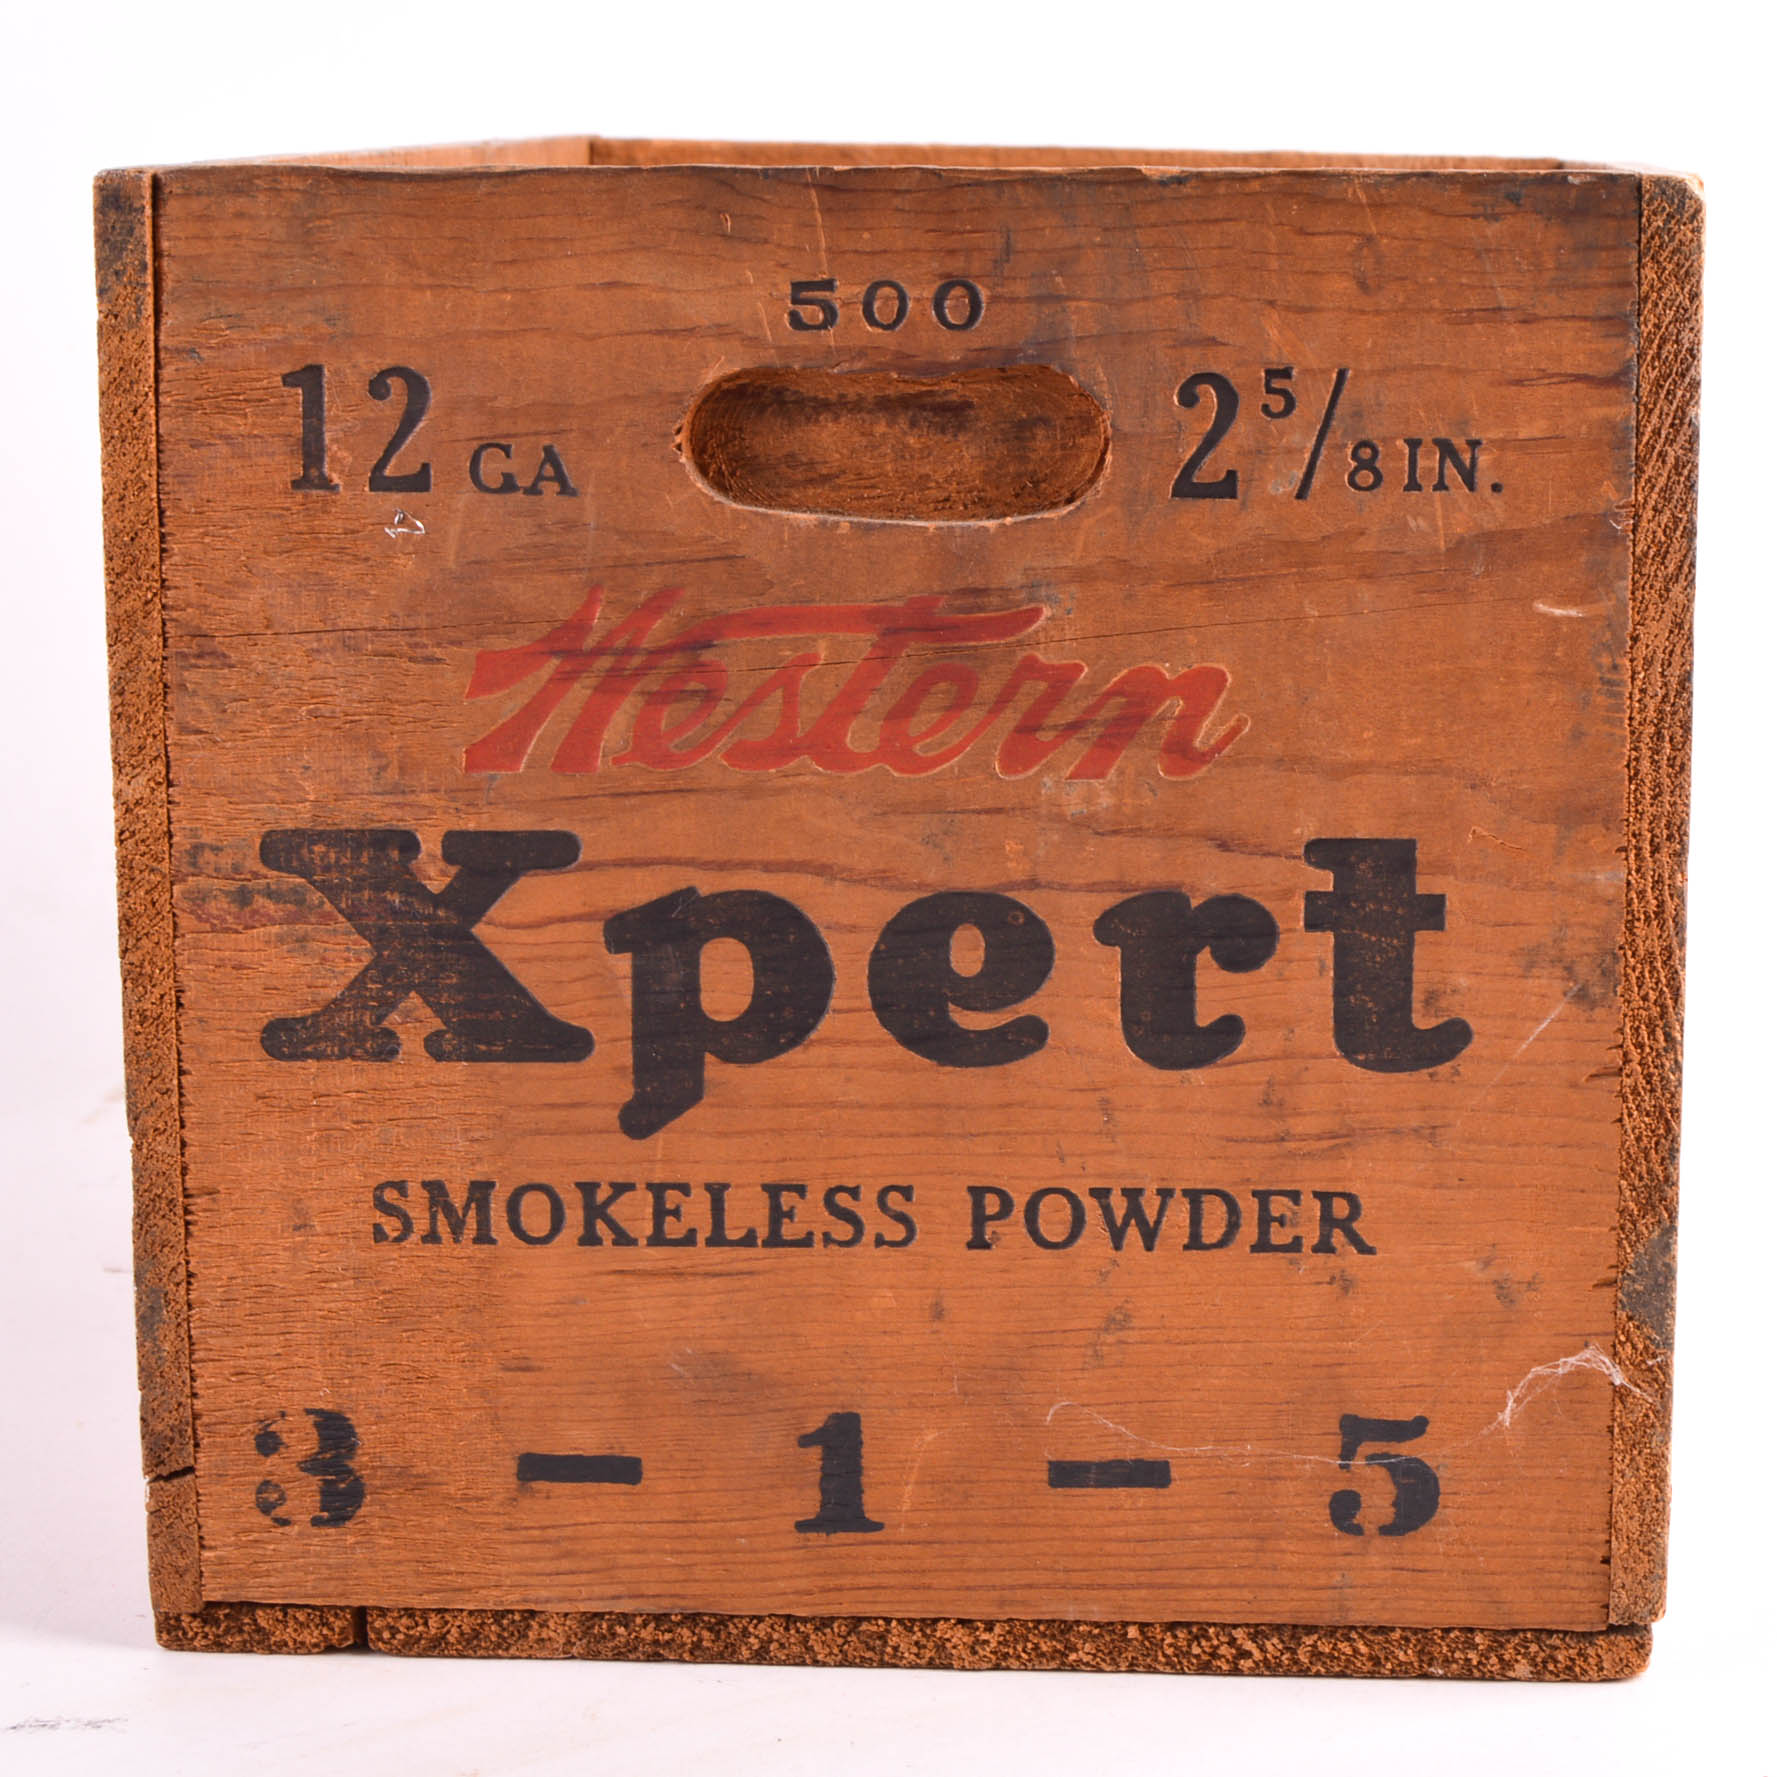 500
12 GA 2 5/8 IN.
Western
Xpert
SMOKELESS POWDER
3 - 1 - 5